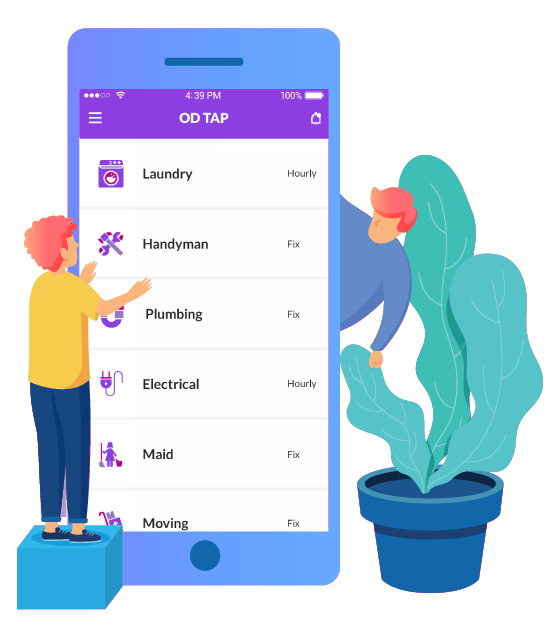 4:39 PM 100%
OD TAP
Laundry Hourly
Handyman Fix
Plumbing Fix
Electrical Hourly
Maid Fix
Moving Fix